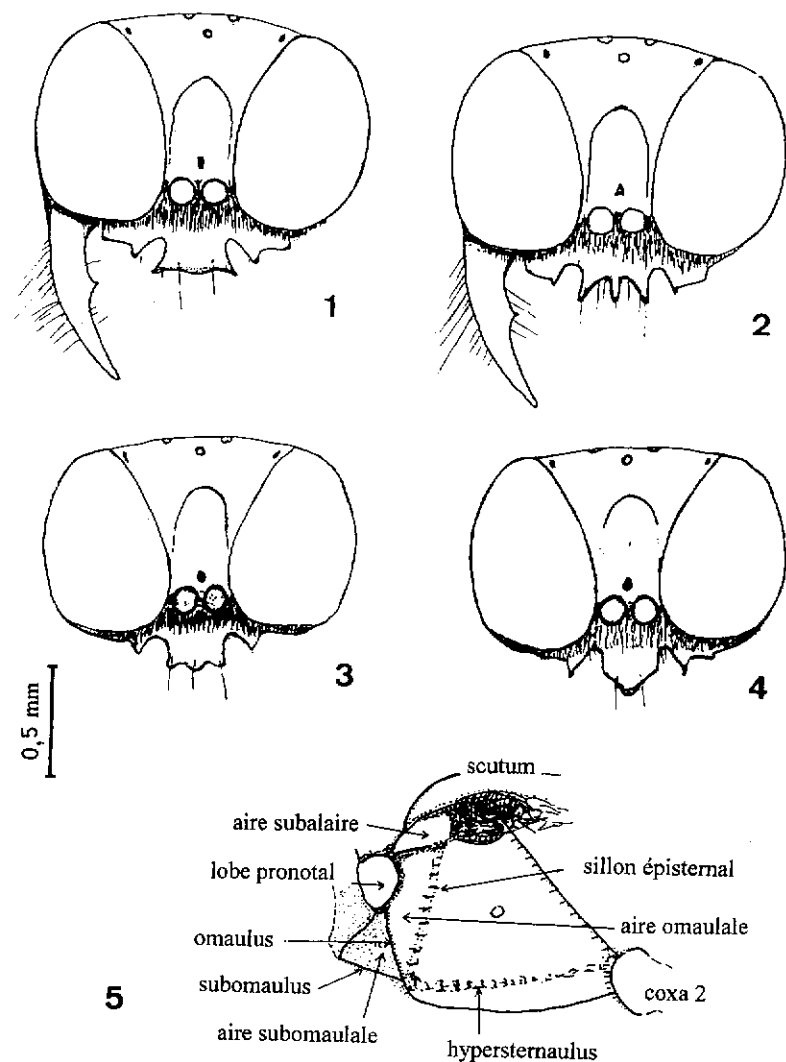 1
2
3
4
0,5 mm
scutum
aire subalaire
lobe pronotal
sillon épisternal
aire omaulale
omaulus
subomaulus
5
coxa 2
aire subomaulale
hypersternaulus